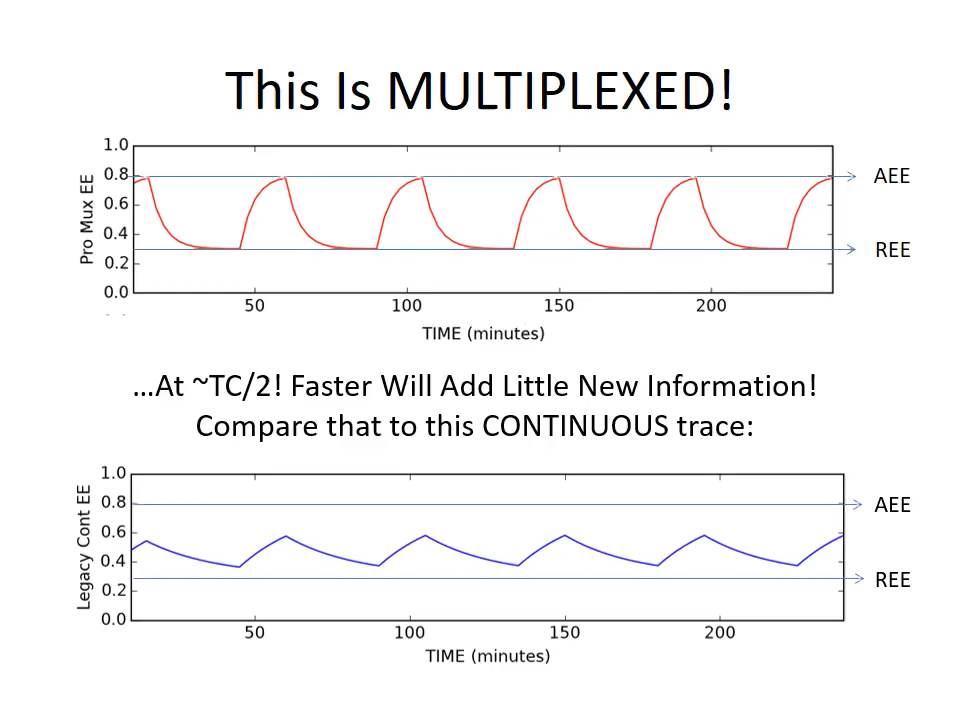 This Is MULTIPLEXED!
1.0
0.8
0.6
0.4
0.2
0.0
Pro Mux EE
AEE
REE
50
100
150
200
TIME (minutes)
...At ~TC/2! Faster Will Add Little New Information!
Compare that to this CONTINUOUS trace:
1.0
0.8
0.6
0.4
0.2
0.0
Legacy Cont EE
AEE
REE
50
100
150
200
TIME (minutes)